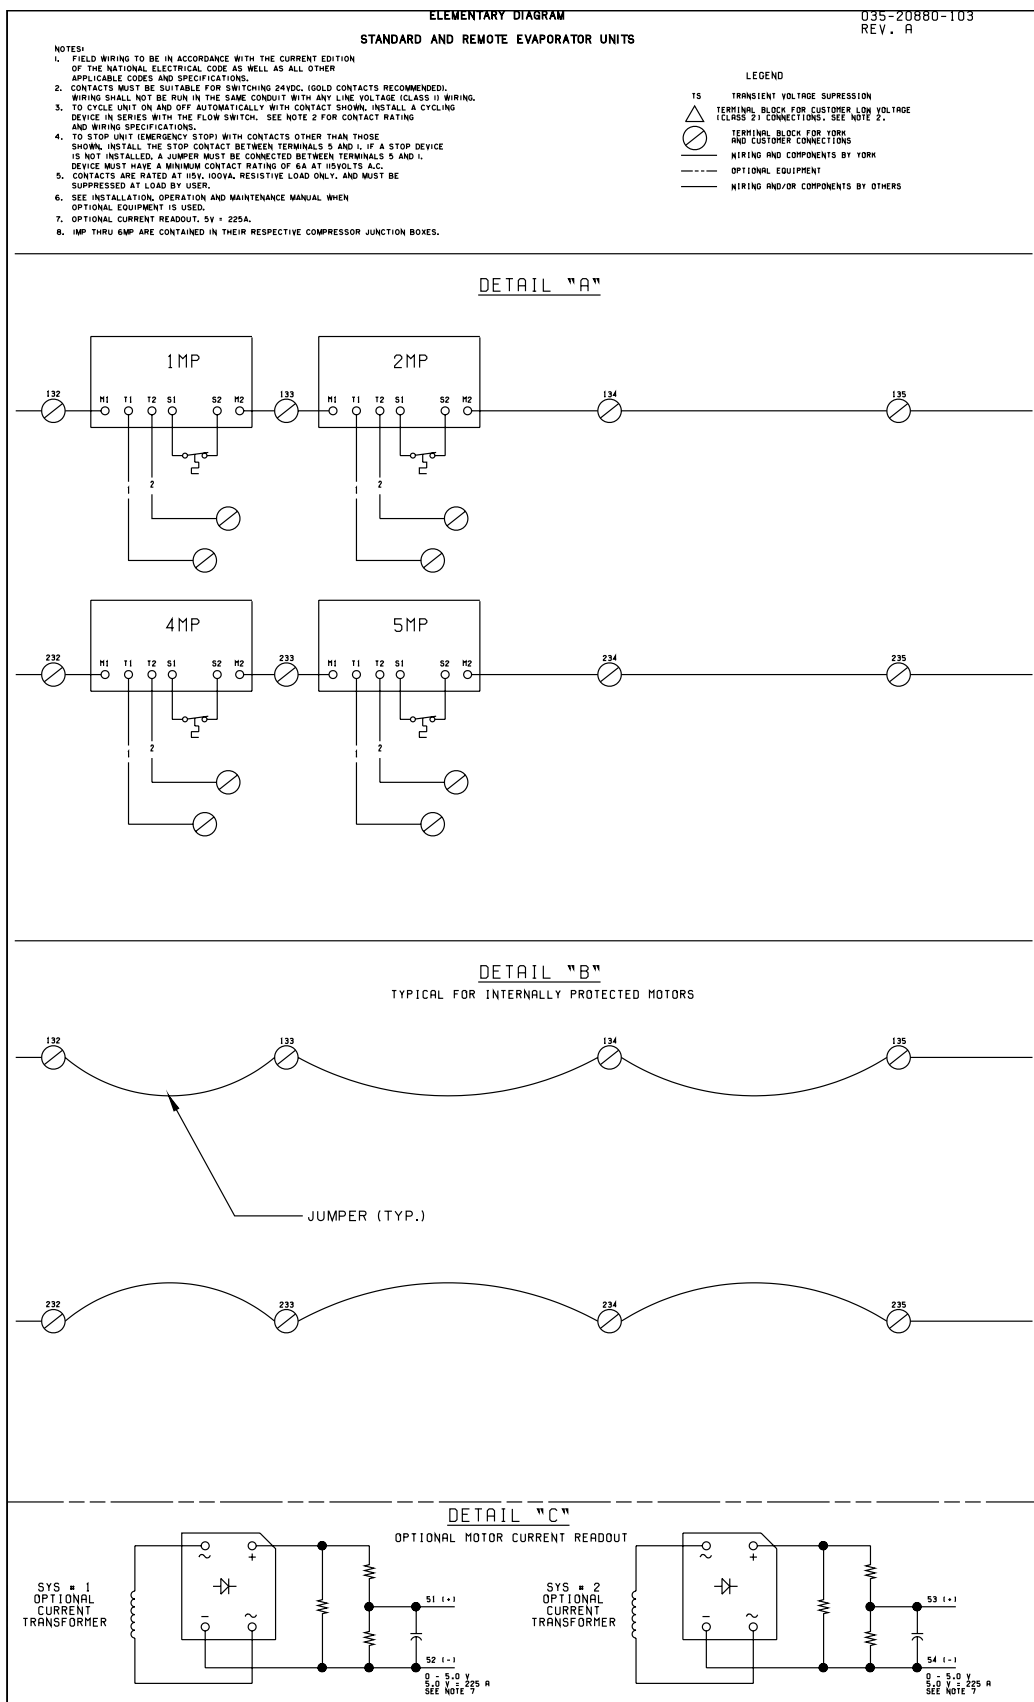 ELEMENTARY DIAGRAM
035-20880-103
REV. A
STANDARD AND REMOTE EVAPORATOR UNITS
NOTES:
1. FIELD WIRING TO BE IN ACCORDANCE WITH THE CURRENT EDITION
OF THE NATIONAL ELECTRICAL CODE AS WELL AS ALL OTHER
APPLICABLE CODES AND SPECIFICATIONS.
2. CONTACTS MUST BE SUITABLE FOR SWITCHING 24VDC. (GOLD CONTACTS RECOMMENDED).
WIRING SHALL NOT BE RUN IN THE SAME CONDUIT WITH ANY LINE VOLTAGE (CLASS 1) WIRING.
3. TO CYCLE UNIT ON AND OFF AUTOMATICALLY WITH CONTACT SHOWN, INSTALL A CYCLING
DEVICE IN SERIES WITH THE FLOW SWITCH. SEE NOTE 2 FOR CONTACT RATING
AND WIRING SPECIFICATIONS.
4. TO STOP UNIT (EMERGENCY STOP) WITH CONTACTS OTHER THAN THOSE
SHOWN, INSTALL THE STOP CONTACT BETWEEN TERMINALS 5 AND 1. IF A STOP DEVICE
IS NOT INSTALLED, A JUMPER MUST BE CONNECTED BETWEEN TERMINALS 5 AND 1.
DEVICE MUST HAVE A MINIMUM CONTACT RATING OF 6A AT 115VOLTS A.C.
5. CONTACTS ARE RATED AT 115V, 100VA, RESISTIVE LOAD ONLY, AND MUST BE
SUPPRESSED AT LOAD BY USER.
6. SEE INSTALLATION, OPERATION AND MAINTENANCE MANUAL WHEN
OPTIONAL EQUIPMENT IS USED.
7. OPTIONAL CURRENT READOUT. 5V = 225A.
8. 1MP THRU 6MP ARE CONTAINED IN THEIR RESPECTIVE COMPRESSOR JUNCTION BOXES.
LEGEND
TS TRANSIENT VOLTAGE SUPRESSION
TERMINAL BLOCK FOR CUSTOMER LOW VOLTAGE
(CLASS 2) CONNECTIONS. SEE NOTE 2.
TERMINAL BLOCK FOR YORK
AND CUSTOMER CONNECTIONS
WIRING AND COMPONENTS BY YORK
OPTIONAL EQUIPMENT
WIRING AND/OR COMPONENTS BY OTHERS
DETAIL "A"
1MP 2MP
132 M1 T1 T2 S1 S2 M2 133 M1 T1 T2 S1 S2 M2 134 135
1 2 1 2
4MP 5MP
232 M1 T1 T2 S1 S2 M2 233 M1 T1 T2 S1 S2 M2 234 235
1 2 1 2
DETAIL "B"
TYPICAL FOR INTERNALLY PROTECTED MOTORS
132 133 134 135
JUMPER (TYP.)
232 233 234 235
DETAIL "C"
OPTIONAL MOTOR CURRENT READOUT
SYS # 1
OPTIONAL
CURRENT
TRANSFORMER
~ +
− ~
51 (+)
52 (-)
0 - 5.0 V
5.0 V = 225 A
SEE NOTE 7
SYS # 2
OPTIONAL
CURRENT
TRANSFORMER
~ +
− ~
53 (+)
54 (-)
0 - 5.0 V
5.0 V = 225 A
SEE NOTE 7